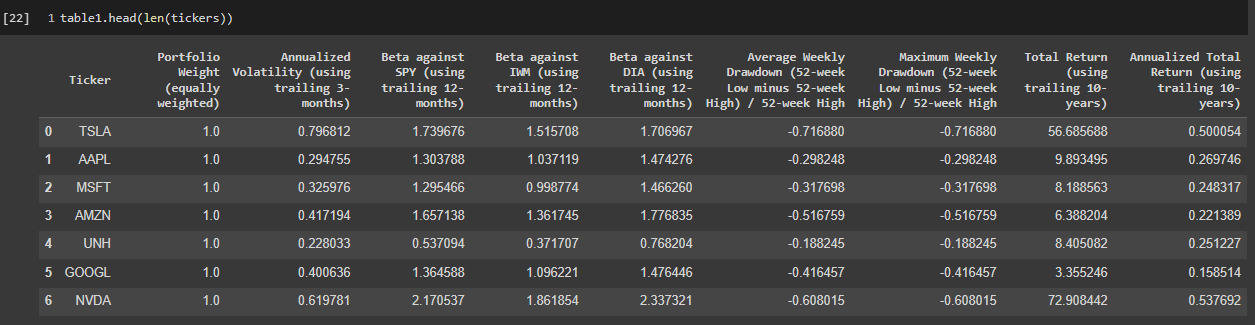 [22] 1 table1.head(len(tickers))
Ticker Portfolio Weight (equally weighted) Annualized Volatility (using trailing 3-months) Beta against SPY (using trailing 12-months) Beta against IWM (using trailing 12-months) Beta against DIA (using trailing 12-months) Average Weekly Drawdown (52-week Low minus 52-week High) / 52-week High Maximum Weekly Drawdown (52-week Low minus 52-week High) / 52-week High Total Return (using trailing 10-years) Annualized Total Return (using trailing 10-years)
0 TSLA 1.0 0.796812 1.739676 1.515708 1.706967 -0.716880 -0.716880 56.685688 0.500054
1 AAPL 1.0 0.294755 1.303788 1.037119 1.474276 -0.298248 -0.298248 9.893495 0.269746
2 MSFT 1.0 0.325976 1.295466 0.998774 1.466260 -0.317698 -0.317698 8.188563 0.248317
3 AMZN 1.0 0.417194 1.657138 1.361745 1.776835 -0.516759 -0.516759 6.388204 0.221389
4 UNH 1.0 0.228033 0.537094 0.371707 0.768204 -0.188245 -0.188245 8.405082 0.251227
5 GOOGL 1.0 0.400636 1.364588 1.096221 1.476446 -0.416457 -0.416457 3.355246 0.158514
6 NVDA 1.0 0.619781 2.170537 1.861854 2.337321 -0.608015 -0.608015 72.908442 0.537692